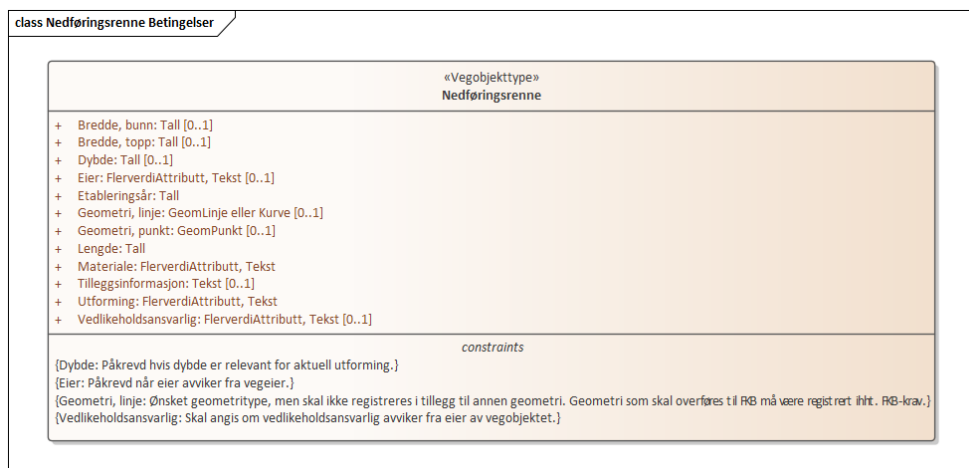 class Nedføringsrenne Betingelser
«Vegobjekttype»
Nedføringsrenne
+ Bredde, bunn: Tall [0..1]
+ Bredde, topp: Tall [0..1]
+ Dybde: Tall [0..1]
+ Eier: FlerverdiAttributt, Tekst [0..1]
+ Etableringsår: Tall
+ Geometri, linje: GeomLinje eller Kurve [0..1]
+ Geometri, punkt: GeomPunkt [0..1]
+ Lengde: Tall
+ Materiale: FlerverdiAttributt, Tekst
+ Tilleggsinformasjon: Tekst [0..1]
+ Utforming: FlerverdiAttributt, Tekst
+ Vedlikeholdsansvarlig: FlerverdiAttributt, Tekst [0..1]
constraints
{Dybde: Påkrevd hvis dybde er relevant for aktuell utforming.}
{Eier: Påkrevd når eier avviker fra vegeier.}
{Geometri, linje: Ønsket geometritype, men skal ikke registreres i tillegg til annen geometri. Geometri som skal overføres til FKB må være registrert ihht. FKB-krav.}
{Vedlikeholdsansvarlig: Skal angis om vedlikeholdsansvarlig avviker fra eier av vegobjektet.}